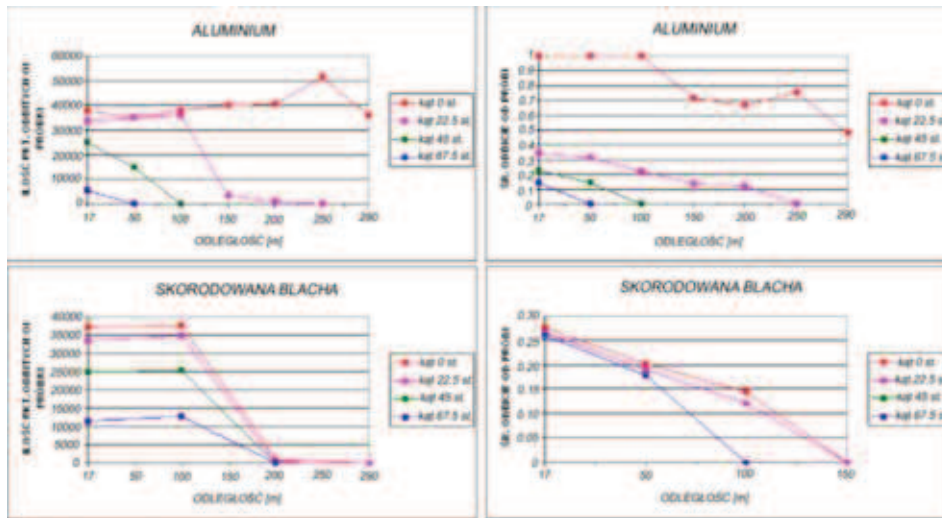 ALUMINIUM
60000
50000
40000
30000
20000
10000
0
17 50 100 150 200 250 290
ODLEGŁOŚĆ [m]
kąt 0 st.
kąt 22.5 st.
kąt 45 st.
kąt 67.5 st.
ALUMINIUM
1
0.9
0.8
0.7
0.6
0.5
0.4
0.3
0.2
0.1
0
17 50 100 150 200 250 290
ODLEGŁOŚĆ [m]
kąt 0 st.
kąt 22.5 st
kąt 45 st.
kąt 67.5 s
SKORODOWANA BLACHA
ILOŚĆ PKT. ODBITYCH OD
PRÓBKI
40000
35000
30000
25000
20000
15000
10000
5000
0
17 50 100 150 200 250 290
ODLEGŁOŚĆ [m]
kąt 0 st.
kąt 22.5 st.
kąt 45 st.
kąt 67.5 st.
SKORODOWANA BLACHA
0.30
0.25
0.20
0.15
0.10
0.05
0
17 50 100 150
ODLEGŁOŚĆ [m]
kąt 0 st.
kąt 22,5 st.
kąt 45 st.
kąt 67.5 st.